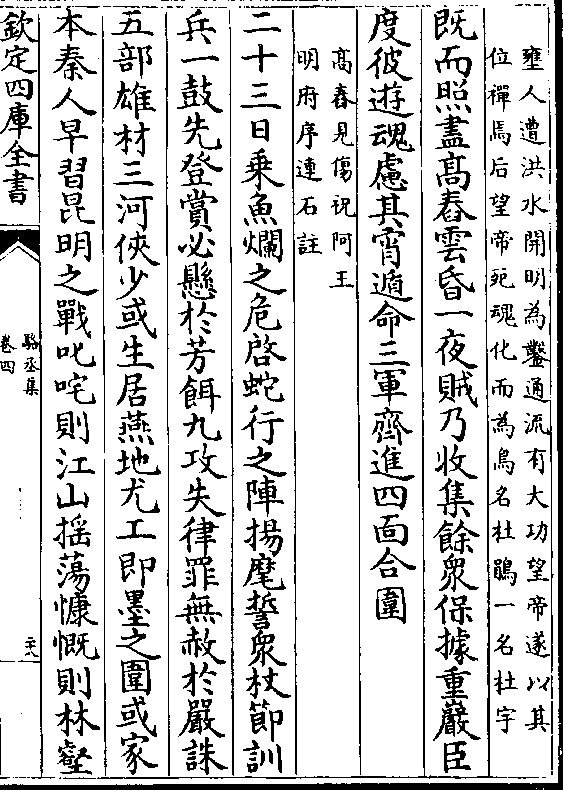 壅人遭洪水開明為鑿通流有大功望帝遂以其
位禪焉后望帝死魂化而為鳥名杜鵑一名杜宇
既而照盡髙舂雲昏一夜賊乃收集餘衆保據重巖臣
度彼遊魂慮其霄遁命三軍齊進四面合圍
髙舂見傷祝阿王
明府序連石註
二十三日乗魚爛之危啓蛇行之陣揚麾誓衆杖節訓
兵一鼓先登賞必懸於芳餌九攻失律罪無赦於嚴誅
五部雄材三河俠少或生居燕地尤工即墨之圍或家
本秦人早習昆明之戰叱咤則江山揺蕩慷慨則林壑
欽定四庫全書
駱丞集
卷四
二十八